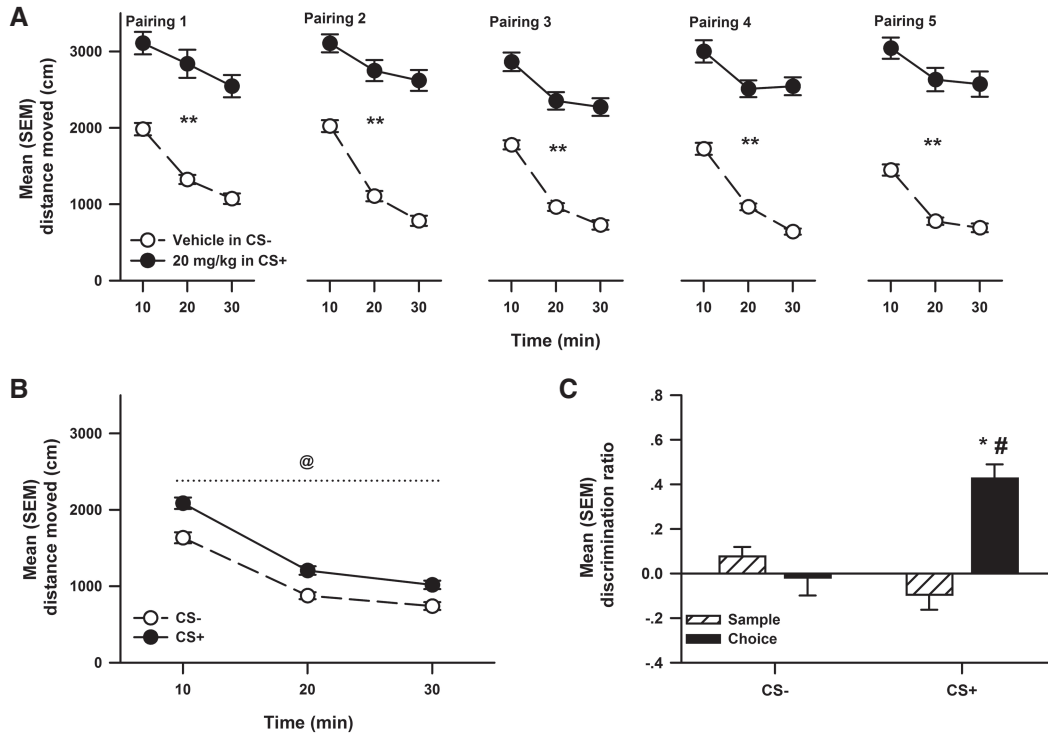 A
Pairing 1
Pairing 2
Pairing 3
Pairing 4
Pairing 5
Mean (SEM)
distance moved (cm)
3000
2000
1000
0
**
**
**
**
**
Vehicle in CS-
20 mg/kg in CS+
10 20 30
10 20 30
10 20 30
10 20 30
10 20 30
Time (min)
B
Mean (SEM)
distance moved (cm)
3000
2000
1000
0
@
CS-
CS+
10 20 30
Time (min)
C
Mean (SEM)
discrimination ratio
.8
.6
.4
.2
0.0
-.2
-.4
* #
Sample
Choice
CS- CS+